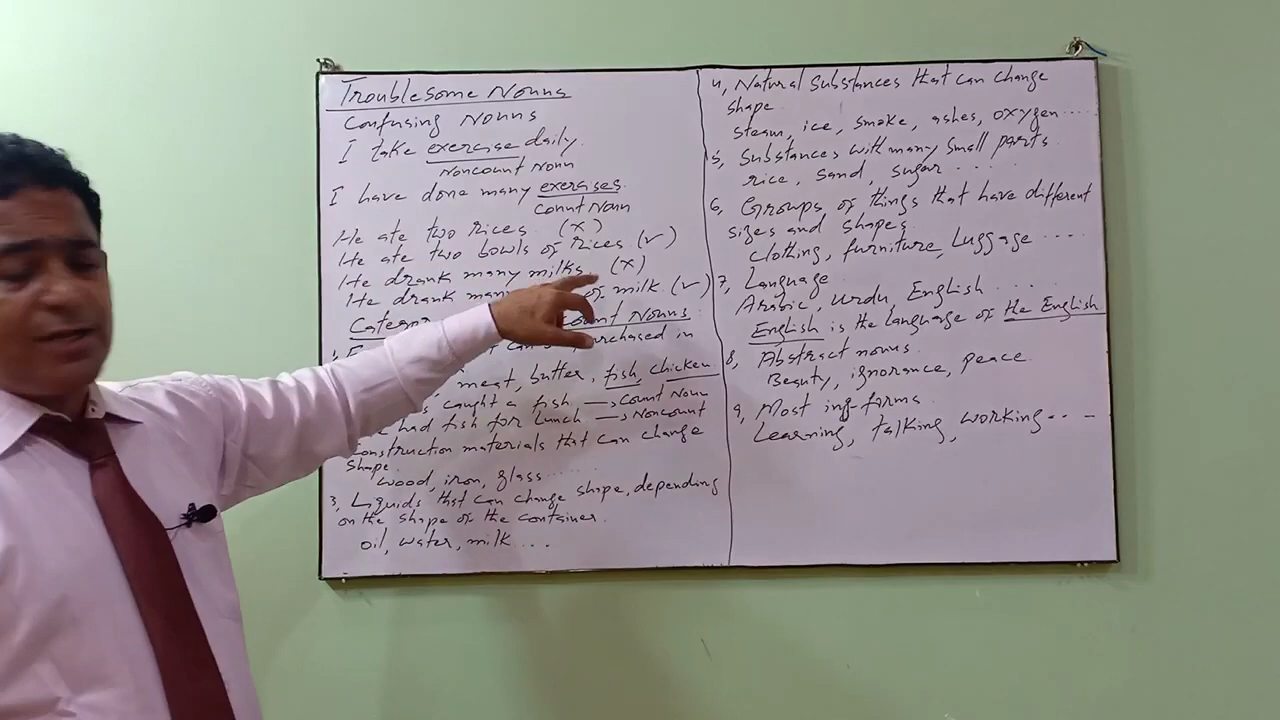 Troublesome Nouns
Confusing Nouns
I take exercise daily.
Noncount Noun
I have done many exercises.
Count Noun
He ate two rices. (x)
He ate two bowls of rices (✓)
He drank many milks. (x)
He drank many of milk. (✓)
Count Nouns
purchased in
meat, butter, fish, chicken
caught a fish → Count Noun
had fish for Lunch → Noncount
Construction materials that can change
shape.
wood, iron, glass......
3, Liquids that can change shape, depending
on the shape of the container.
oil, water, milk....
4, Natural Substances that can change
shape.
steam, ice, smoke, ashes, oxygen.....
5, Substances with many small parts
rice, sand, sugar....
6, Groups of things that have different
sizes and shapes.
clothing, furniture, Luggage....
7, Language
Arabic, Urdu, English....
English is the language of the English
8, Abstract nouns.
Beauty, ignorance, peace
9, Most ing forms.
Learning, talking, working...